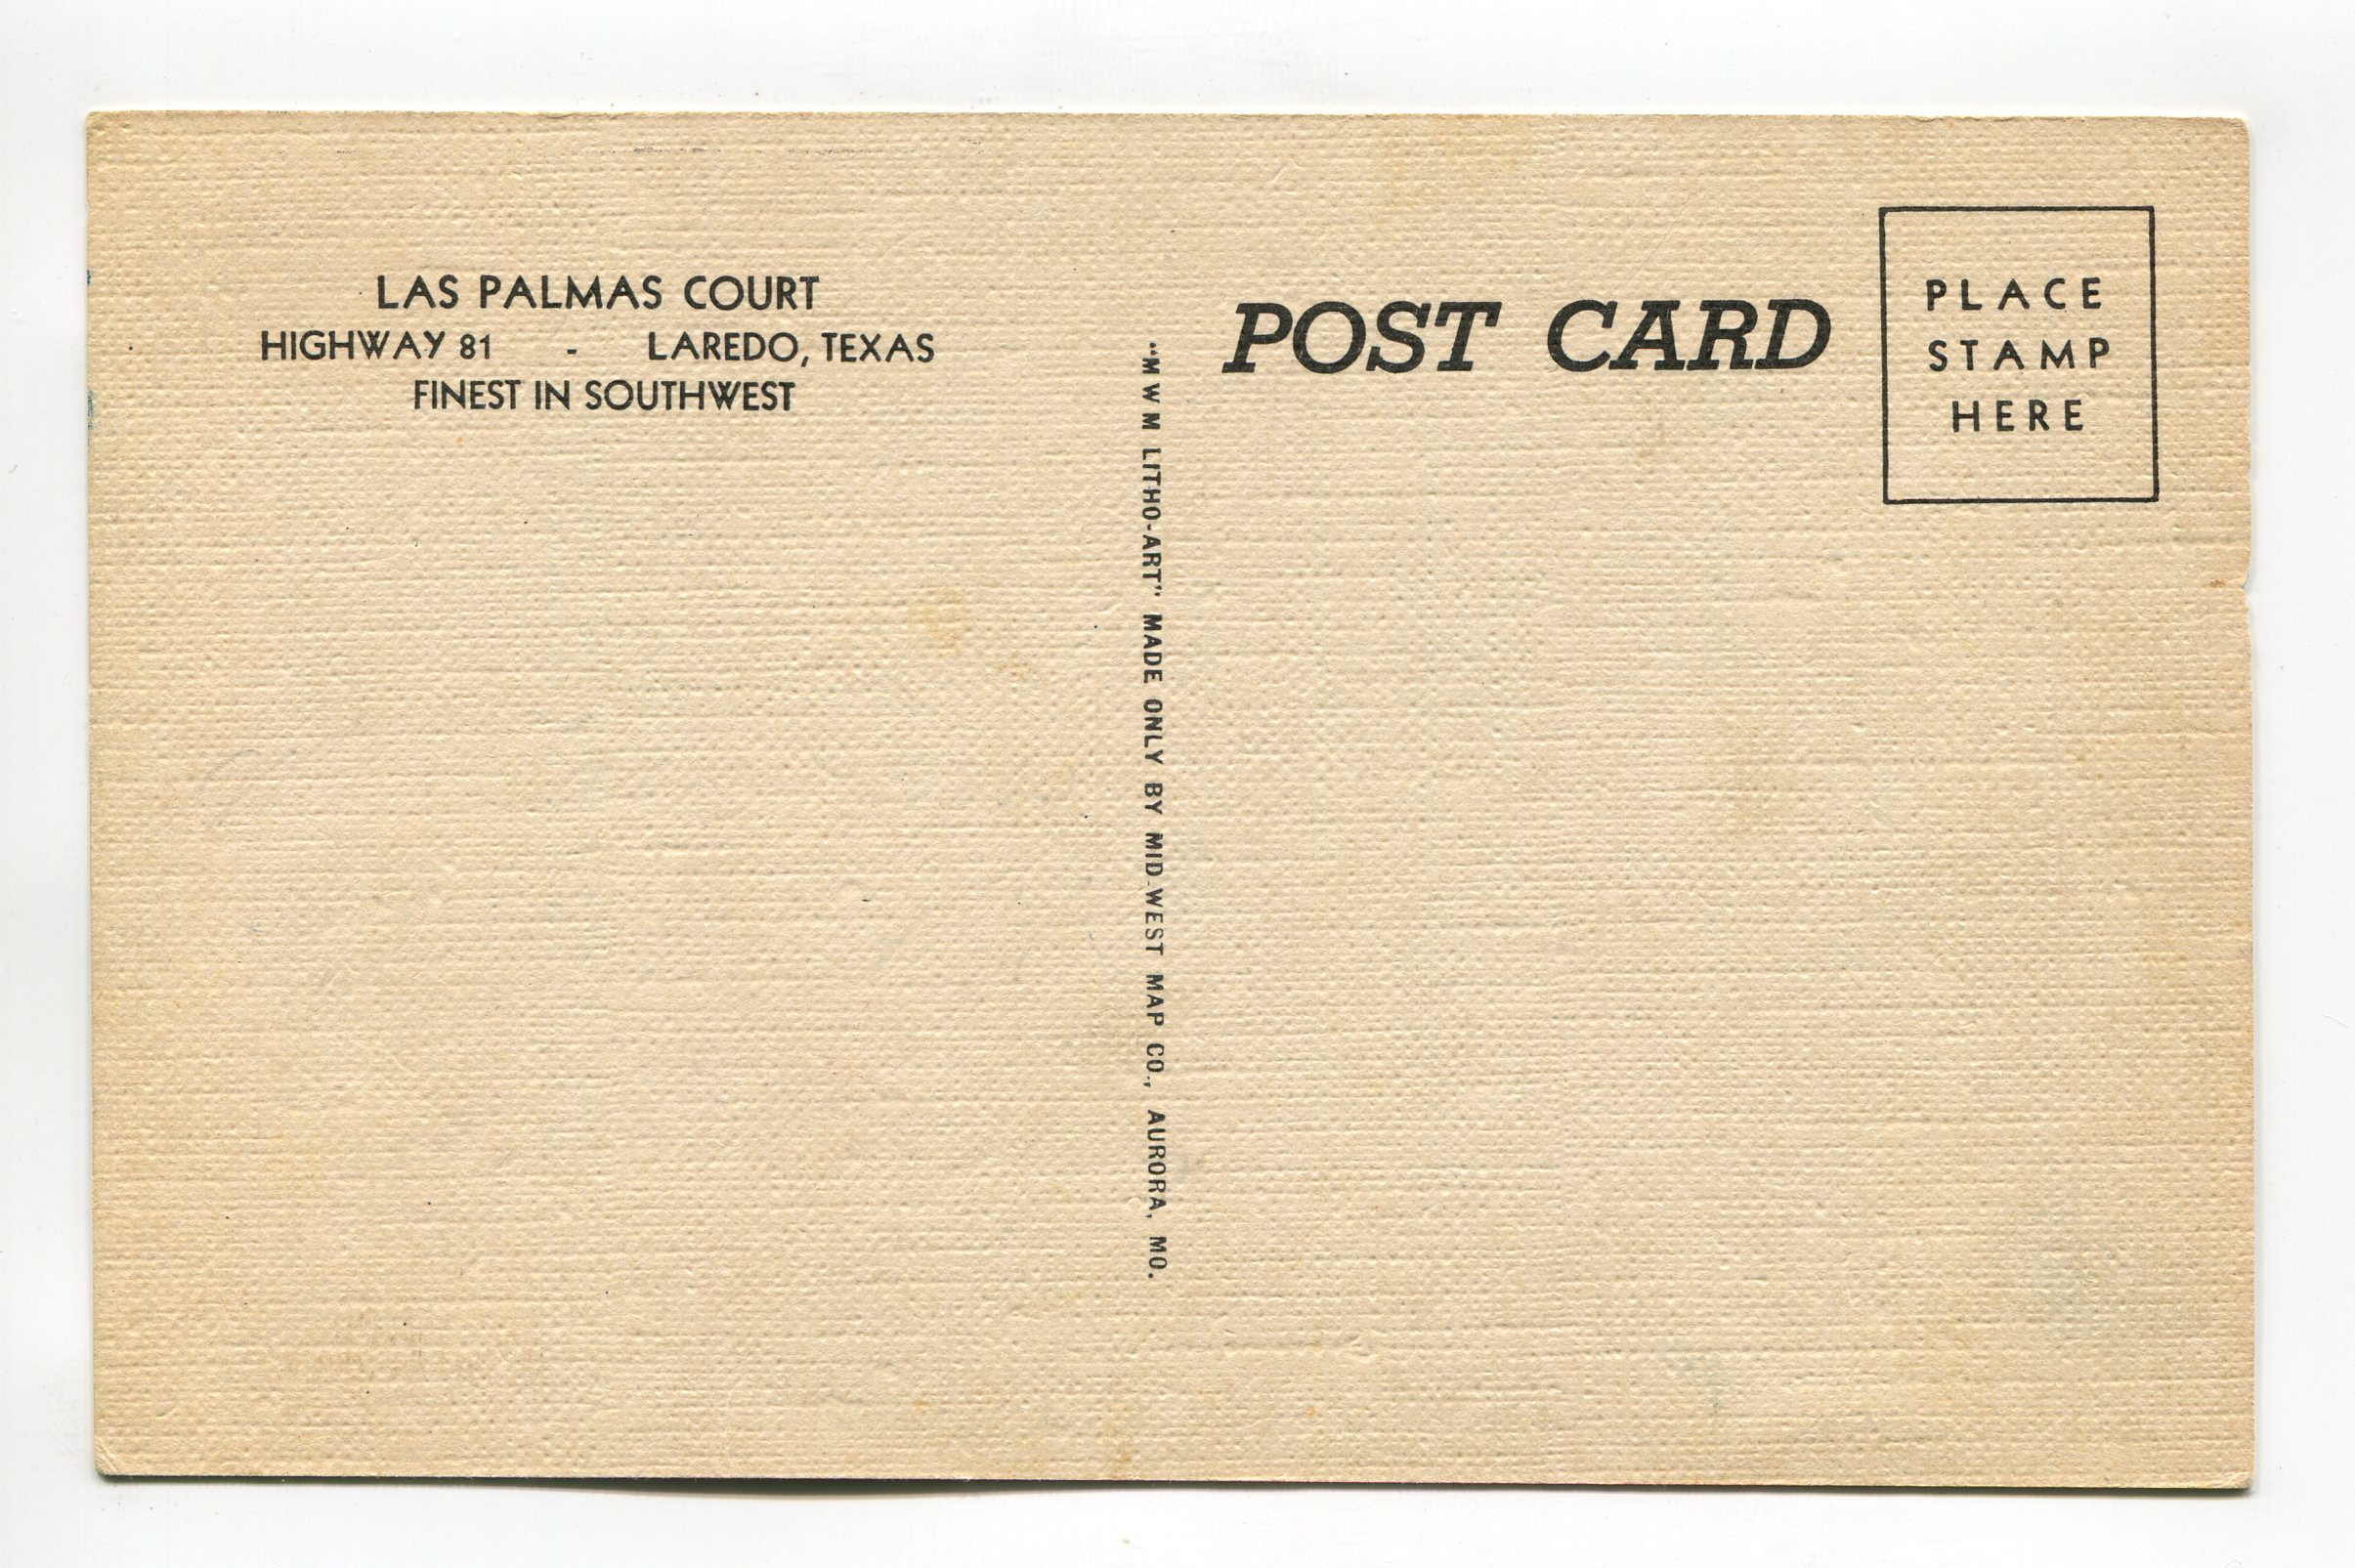 LAS PALMAS COURT
HIGHWAY 81 - LAREDO, TEXAS
FINEST IN SOUTHWEST
"MWM LITHO-ART" MADE ONLY BY MID-WEST MAP CO., AURORA, MO.
POST CARD
PLACE
STAMP
HERE